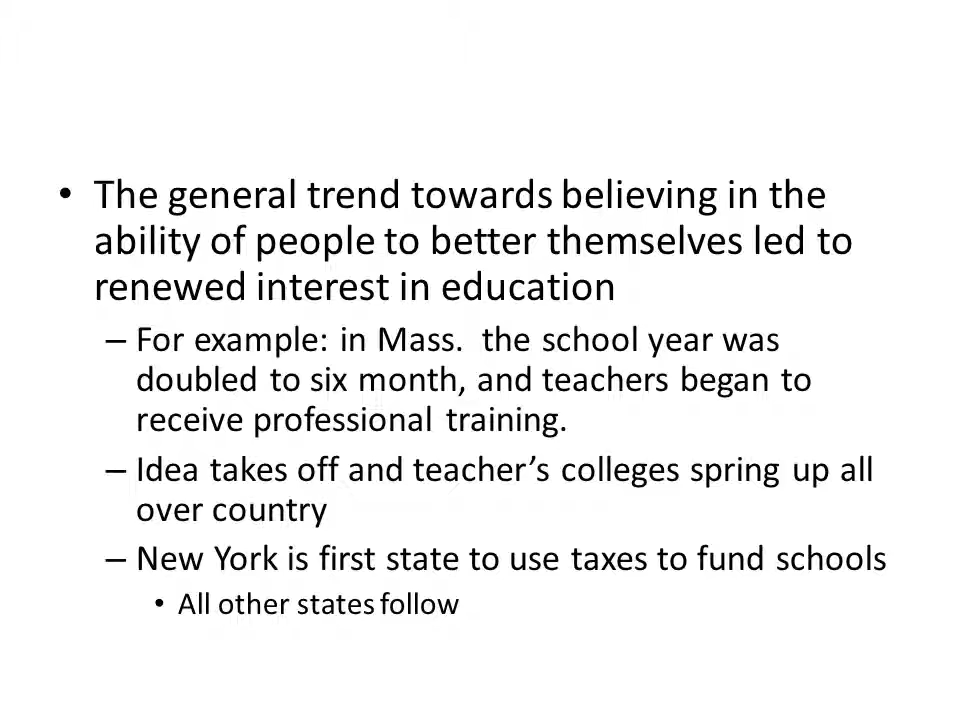 • The general trend towards believing in the
ability of people to better themselves led to
renewed interest in education
– For example: in Mass.  the school year was
doubled to six month, and teachers began to
receive professional training.
– Idea takes off and teacher’s colleges spring up all
over country
– New York is first state to use taxes to fund schools
• All other states follow